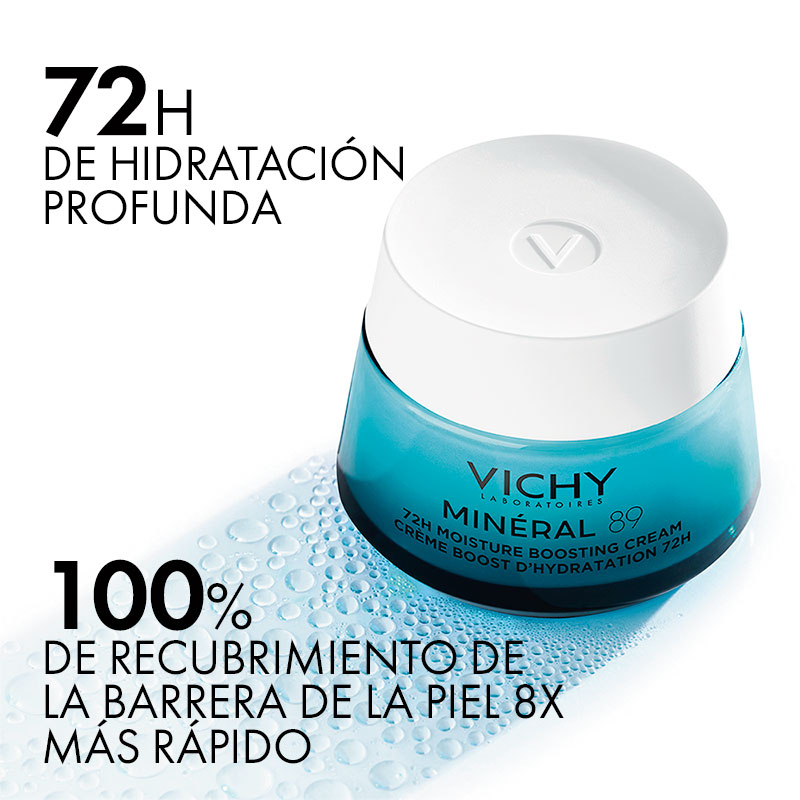 72H
DE HIDRATACIÓN
PROFUNDA
V
VICHY
LABORATOIRES
MINÉRAL 89
72H MOISTURE BOOSTING CREAM
CRÈME BOOST D'HYDRATATION 72H
100%
DE RECUBRIMIENTO DE
LA BARRERA DE LA PIEL 8X
MÁS RÁPIDO